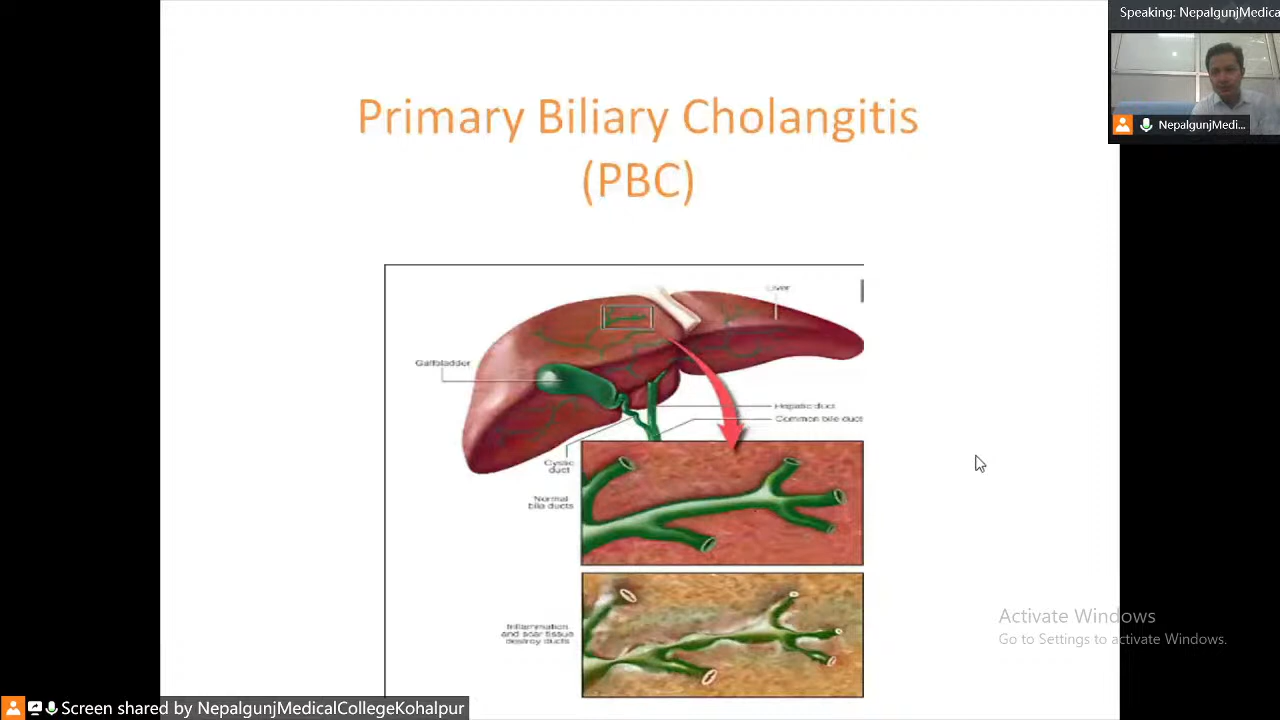 Speaking: NepalgunjMedica
NepalgunjMedi...
Primary Biliary Cholangitis
(PBC)
Liver
Gallbladder
Hepatic duct
Common bile duct
Cystic
duct
Normal
bile ducts
Inflammation
and scar tissue
destroy ducts
Activate Windows
Go to Settings to activate Windows.
Screen shared by NepalgunjMedicalCollegeKohalpur